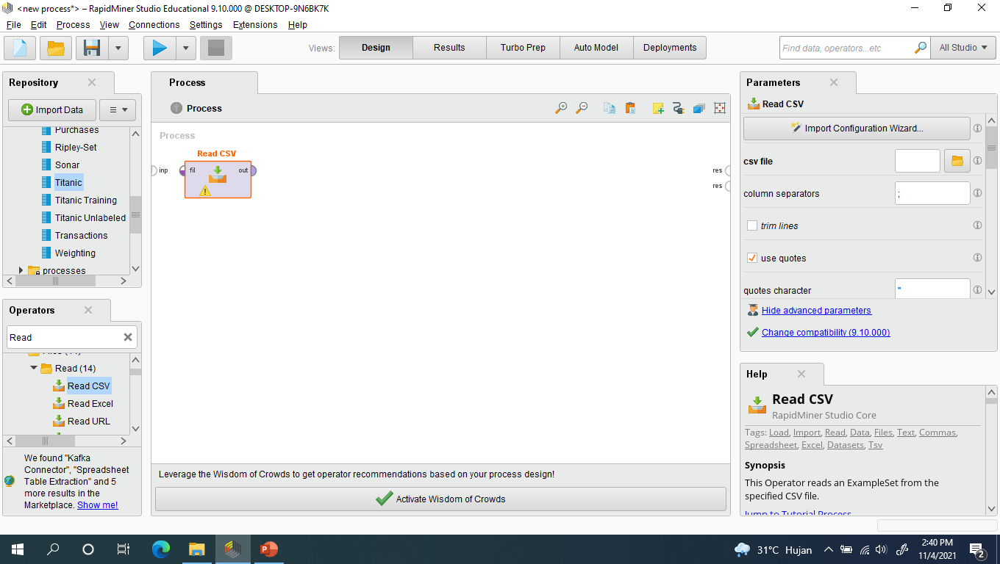 <new process*> – RapidMiner Studio Educational 9.10.000 @ DESKTOP-9N6BK7K
File Edit Process View Connections Settings Extensions Help
Views: Design Results Turbo Prep Auto Model Deployments
Find data, operators...etc
All Studio
Repository
Import Data
Purchases
Ripley-Set
Sonar
Titanic
Titanic Training
Titanic Unlabeled
Transactions
Weighting
processes
Operators
Read
Read (14)
Read CSV
Read Excel
Read URL
We found "Kafka
Connector", "Spreadsheet
Table Extraction" and 5
more results in the
Marketplace. Show me!
Process
Process
Process
Read CSV
inp fil out
res
res
Leverage the Wisdom of Crowds to get operator recommendations based on your process design!
Activate Wisdom of Crowds
Parameters
Read CSV
Import Configuration Wizard...
csv file
column separators ;
trim lines
use quotes
quotes character "
Hide advanced parameters
Change compatibility (9.10.000)
Help
Read CSV
RapidMiner Studio Core
Tags: Load, Import, Read, Data, Files, Text, Commas,
Spreadsheet, Excel, Datasets, Tsv
Synopsis
This Operator reads an ExampleSet from the
specified CSV file.
Jump to Tutorial Process
31°C Hujan
2:40 PM
11/4/2021
2